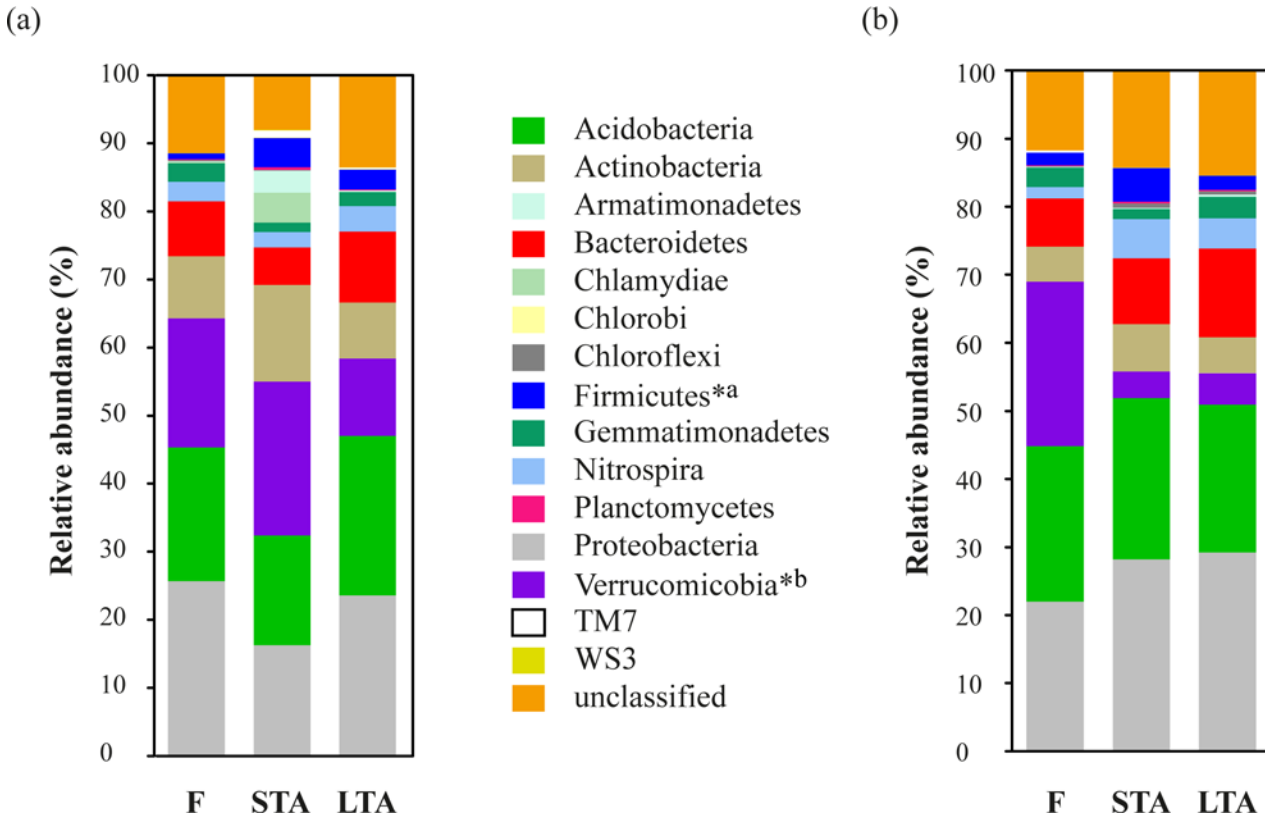 (a)
(b)
Relative abundance (%)
100
90
80
70
60
50
40
30
20
10
0
F STA LTA
Acidobacteria
Actinobacteria
Armatimonadetes
Bacteroidetes
Chlamydiae
Chlorobi
Chloroflexi
Firmicutes*a
Gemmatimonadetes
Nitrospira
Planctomycetes
Proteobacteria
Verrucomicobia*b
TM7
WS3
unclassified
Relative abundance (%)
100
90
80
70
60
50
40
30
20
10
0
F STA LTA